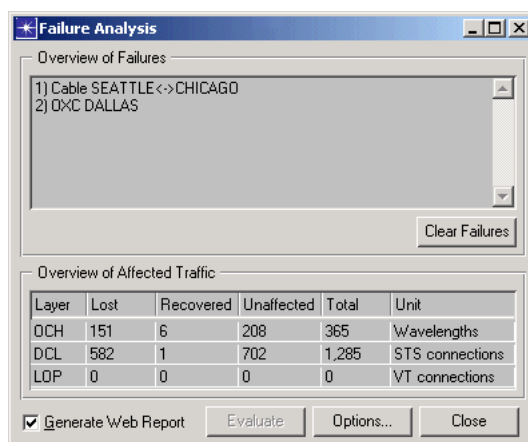 Failure Analysis
Overview of Failures
1) Cable SEATTLE<->CHICAGO
2) OXC DALLAS
Clear Failures
Overview of Affected Traffic
Layer Lost Recovered Unaffected Total Unit
OCH 151 6 208 365 Wavelengths
DCL 582 1 702 1,285 STS connections
LOP 0 0 0 0 VT connections
Generate Web Report Evaluate Options... Close